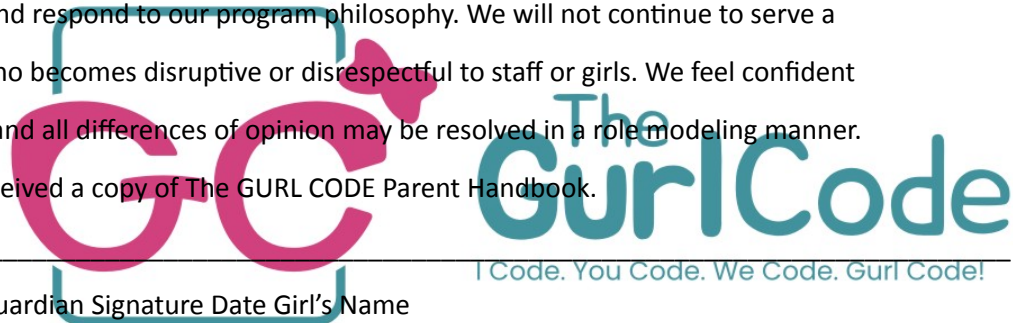 nd respond to our program philosophy. We will not continue to serve a
no becomes disruptive or disrespectful to staff or girls. We feel confident
and all differences of opinion may be resolved in a role modeling manner.
eived a copy of The GURL CODE Parent Handbook.
uardian Signature Date Girl's Name
GC
The
GurlCode
I Code. You Code. We Code. Gurl Code!